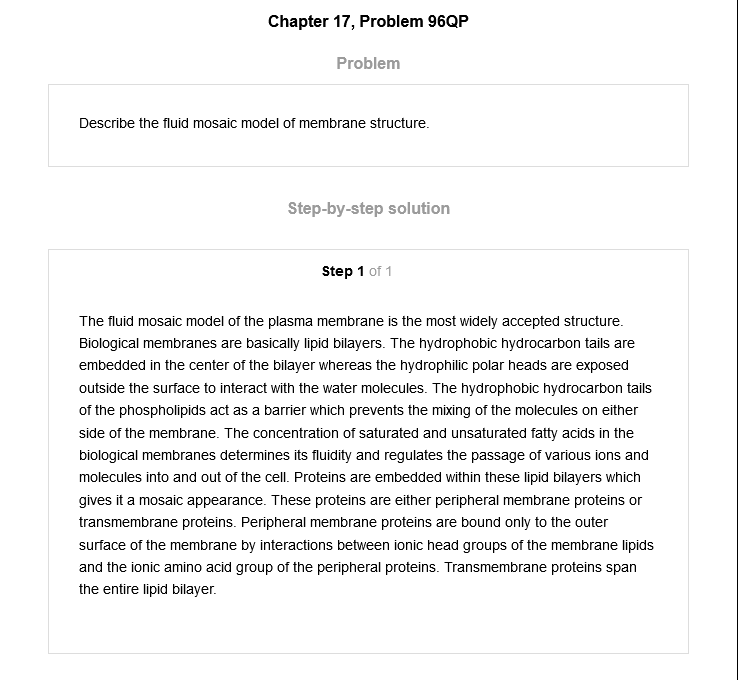 Chapter 17, Problem 96QP
Problem
Describe the fluid mosaic model of membrane structure.
Step-by-step solution
Step 1 of 1
The fluid mosaic model of the plasma membrane is the most widely accepted structure.
Biological membranes are basically lipid bilayers. The hydrophobic hydrocarbon tails are
embedded in the center of the bilayer whereas the hydrophilic polar heads are exposed
outside the surface to interact with the water molecules. The hydrophobic hydrocarbon tails
of the phospholipids act as a barrier which prevents the mixing of the molecules on either
side of the membrane. The concentration of saturated and unsaturated fatty acids in the
biological membranes determines its fluidity and regulates the passage of various ions and
molecules into and out of the cell. Proteins are embedded within these lipid bilayers which
gives it a mosaic appearance. These proteins are either peripheral membrane proteins or
transmembrane proteins. Peripheral membrane proteins are bound only to the outer
surface of the membrane by interactions between ionic head groups of the membrane lipids
and the ionic amino acid group of the peripheral proteins. Transmembrane proteins span
the entire lipid bilayer.